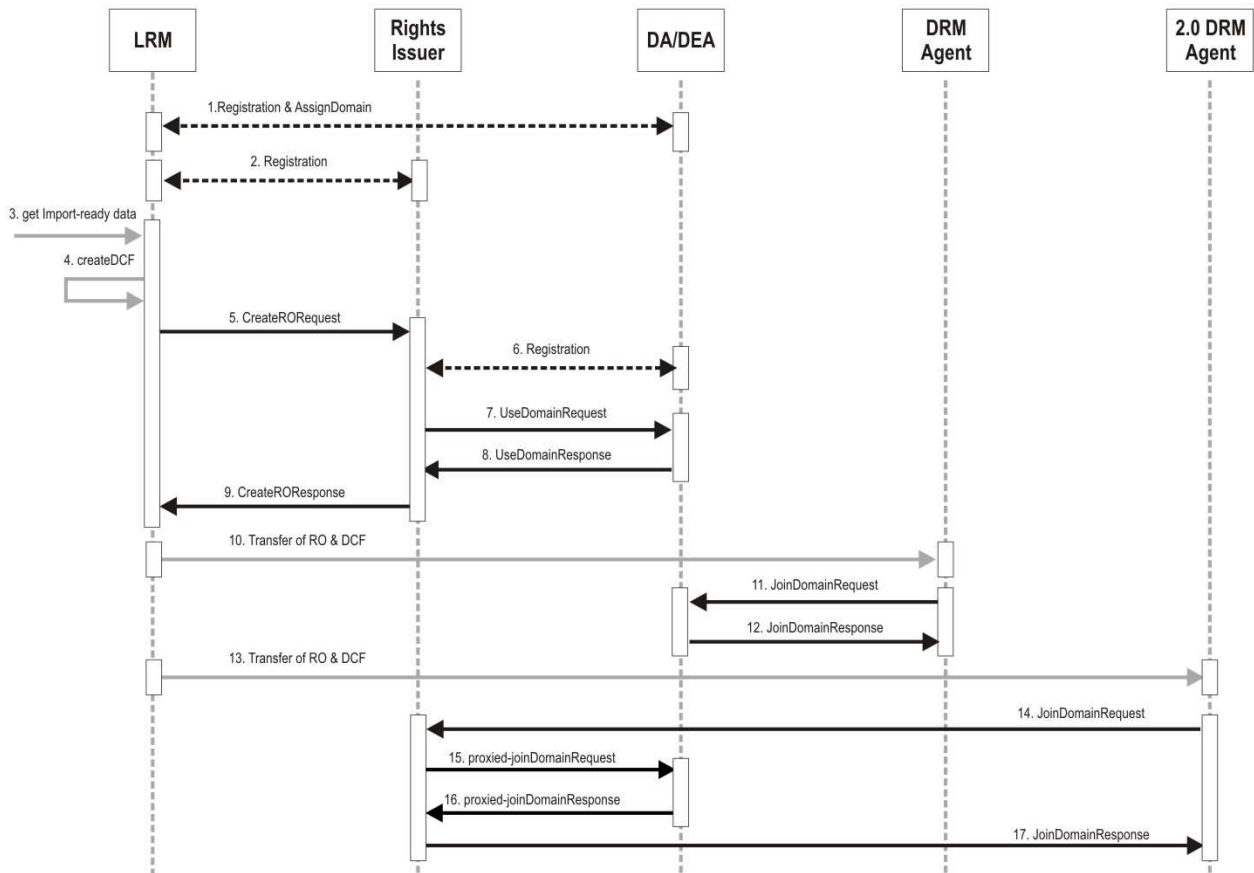 LRM
Rights
Issuer
DA/DEA
DRM
Agent
2.0 DRM
Agent
1.Registration & AssignDomain
2. Registration
3. get Import-ready data
4. createDCF
5. CreateRORequest
6. Registration
7. UseDomainRequest
8. UseDomainResponse
9. CreateROResponse
10. Transfer of RO & DCF
11. JoinDomainRequest
12. JoinDomainResponse
13. Transfer of RO & DCF
14. JoinDomainRequest
15. proxied-joinDomainRequest
16. proxied-joinDomainResponse
17. JoinDomainResponse